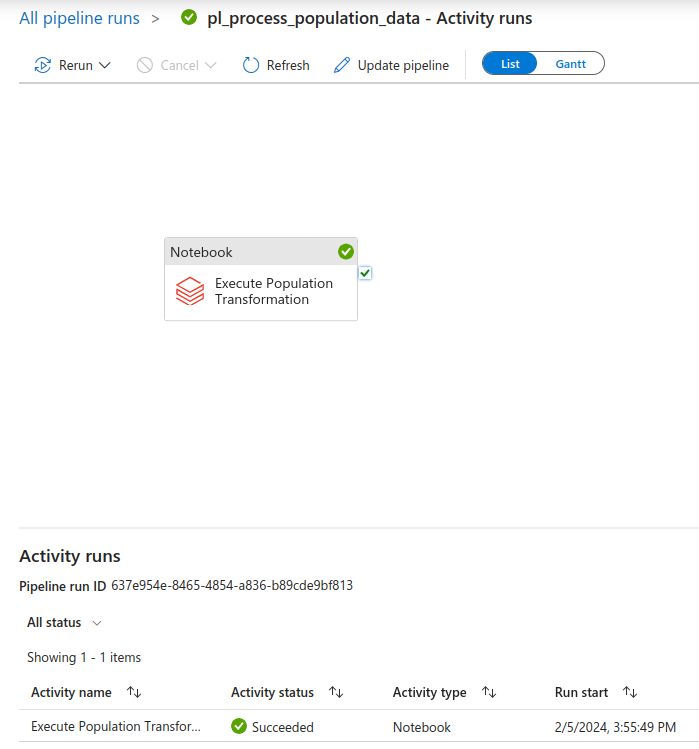 All pipeline runs > pl_process_population_data - Activity runs
Rerun Cancel Refresh Update pipeline List Gantt
Notebook
Execute Population
Transformation
Activity runs
Pipeline run ID 637e954e-8465-4854-a836-b89cde9bf813
All status
Showing 1 - 1 items
Activity name Activity status Activity type Run start
Execute Population Transfor... Succeeded Notebook 2/5/2024, 3:55:49 PM